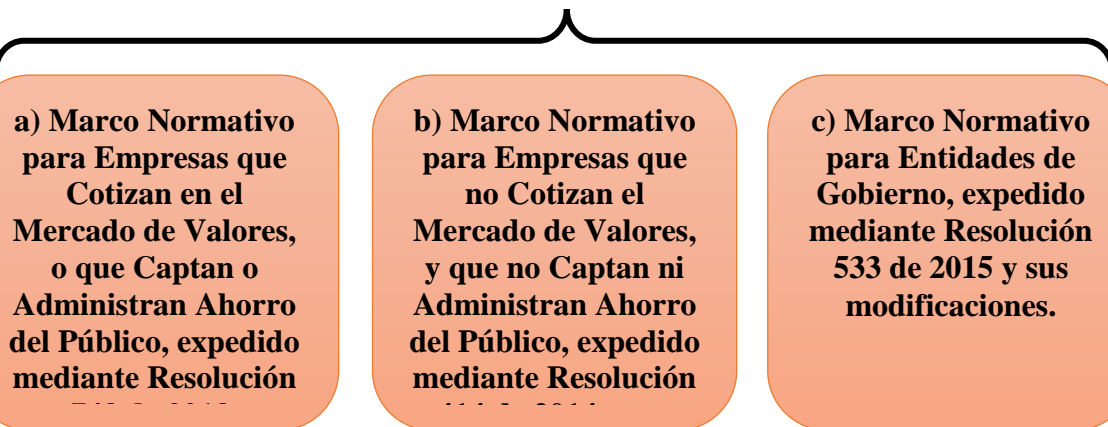 a) Marco Normativo
para Empresas que
Cotizan en el
Mercado de Valores,
o que Captan o
Administran Ahorro
del Público, expedido
mediante Resolución
b) Marco Normativo
para Empresas que
no Cotizan el
Mercado de Valores,
y que no Captan ni
Administran Ahorro
del Público, expedido
mediante Resolución
c) Marco Normativo
para Entidades de
Gobierno, expedido
mediante Resolución
533 de 2015 y sus
modificaciones.